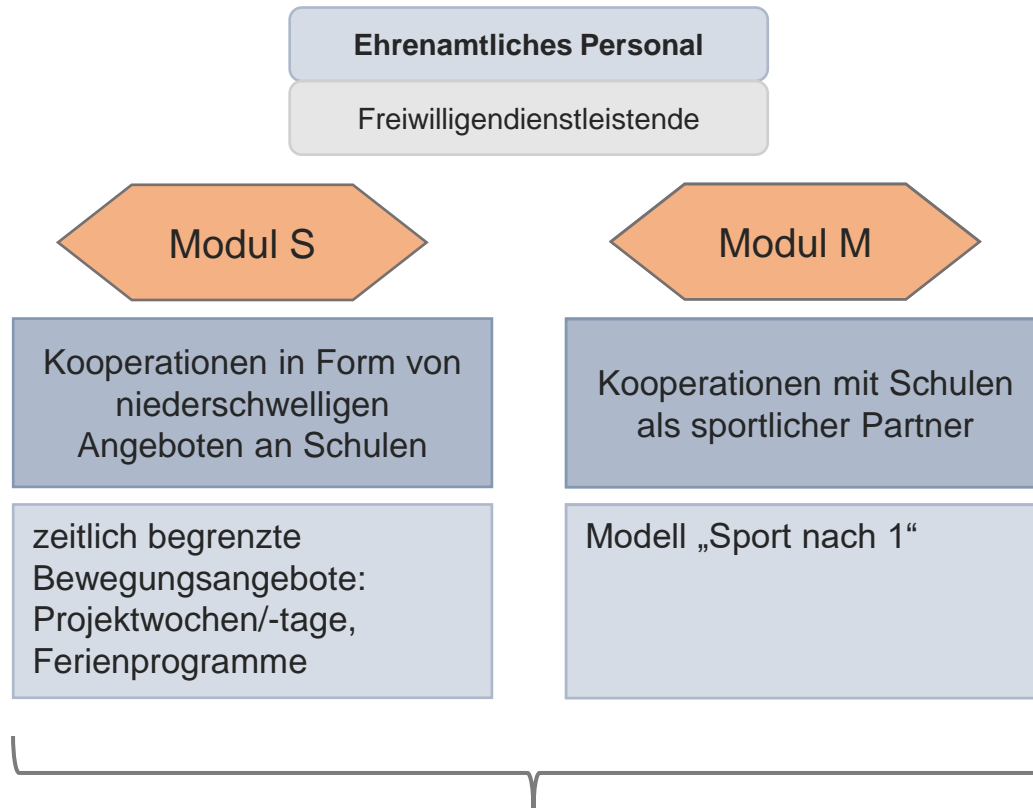 Ehrenamtliches Personal
Freiwilligendienstleistende
Modul S
Kooperationen in Form von
niederschwelligen
Angeboten an Schulen
zeitlich begrenzte
Bewegungsangebote:
Projektwochen/-tage,
Ferienprogramme
Modul M
Kooperationen mit Schulen
als sportlicher Partner
Modell „Sport nach 1“